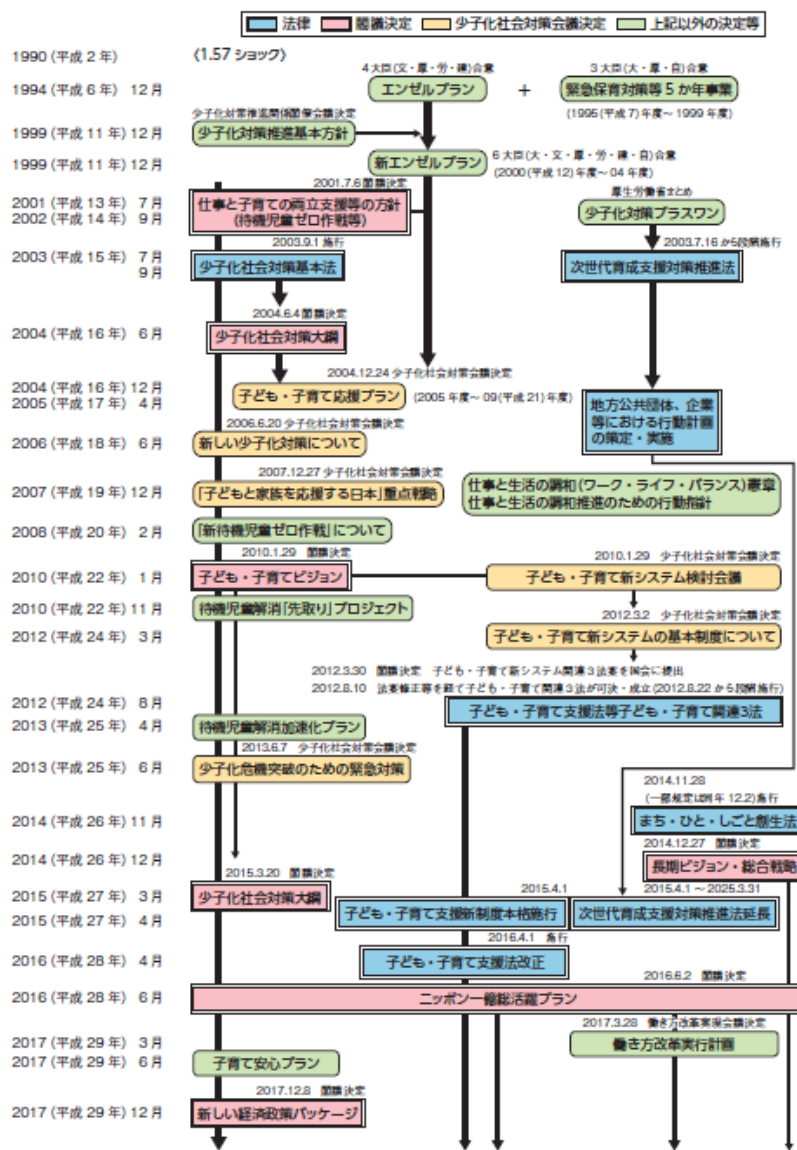 法律 閣議決定 少子化社会対策会議決定 上記以外の決定等
1990(平成2年) 〈1.57 ショック〉
4大臣(文・厚・労・建)合意 3大臣(大・厚・自)合意
1994(平成6年)12月 エンゼルプラン + 緊急保育対策等5か年事業
(1995(平成7)年度～1999年度)
少子化対策推進関係閣僚会議決定
1999(平成11年)12月 少子化対策推進基本方針
1999(平成11年)12月 新エンゼルプラン 6大臣(大・文・厚・労・建・自)合意
(2000(平成12)年度～04年度)
2001.7.6 閣議決定
2001(平成13年)7月 仕事と子育ての両立支援等の方針 厚生労働省まとめ
2002(平成14年)9月 (待機児童ゼロ作戦等) 少子化対策プラスワン
2003.9.1 施行 2003.7.16から段階施行
2003(平成15年)7月 少子化社会対策基本法 次世代育成支援対策推進法
9月
2004.6.4 閣議決定
2004(平成16年)6月 少子化社会対策大綱
2004.12.24 少子化社会対策会議決定
2004(平成16年)12月 子ども・子育て応援プラン (2005年度～09(平成21)年度)
2005(平成17年)4月 地方公共団体、企業
等における行動計画
の策定・実施
2006.6.20 少子化社会対策会議決定
2006(平成18年)6月 新しい少子化対策について
2007.12.27 少子化社会対策会議決定
2007(平成19年)12月 「子どもと家族を応援する日本」重点戦略 仕事と生活の調和(ワーク・ライフ・バランス)憲章
仕事と生活の調和推進のための行動指針
2008(平成20年)2月 「新待機児童ゼロ作戦」について
2010.1.29 閣議決定 2010.1.29 少子化社会対策会議決定
2010(平成22年)1月 子ども・子育てビジョン 子ども・子育て新システム検討会議
2010(平成22年)11月 待機児童解消「先取り」プロジェクト
2012.3.2 少子化社会対策会議決定
2012(平成24年)3月 子ども・子育て新システムの基本制度について
2012.3.30 閣議決定 子ども・子育て新システム関連3法案を国会に提出
2012.8.10 法案修正等を経て子ども・子育て関連3法が可決・成立(2012.8.22から段階施行)
2012(平成24年)8月 子ども・子育て支援法等子ども・子育て関連3法
2013(平成25年)4月 待機児童解消加速化プラン
2013.6.7 少子化社会対策会議決定
2013(平成25年)6月 少子化危機突破のための緊急対策
2014.11.28
(一部規定は同年12.2)施行
2014(平成26年)11月 まち・ひと・しごと創生法
2014.12.27 閣議決定
2014(平成26年)12月 長期ビジョン・総合戦略
2015.3.20 閣議決定
2015(平成27年)3月 少子化社会対策大綱
2015.4.1 2015.4.1～2025.3.31
2015(平成27年)4月 子ども・子育て支援新制度本格施行 次世代育成支援対策推進法延長
2016.4.1 施行
2016(平成28年)4月 子ども・子育て支援法改正
2016.6.2 閣議決定
2016(平成28年)6月 ニッポン一億総活躍プラン
2017.3.28 働き方改革実現会議決定
2017(平成29年)3月 働き方改革実行計画
2017(平成29年)6月 子育て安心プラン
2017.12.8 閣議決定
2017(平成29年)12月 新しい経済政策パッケージ